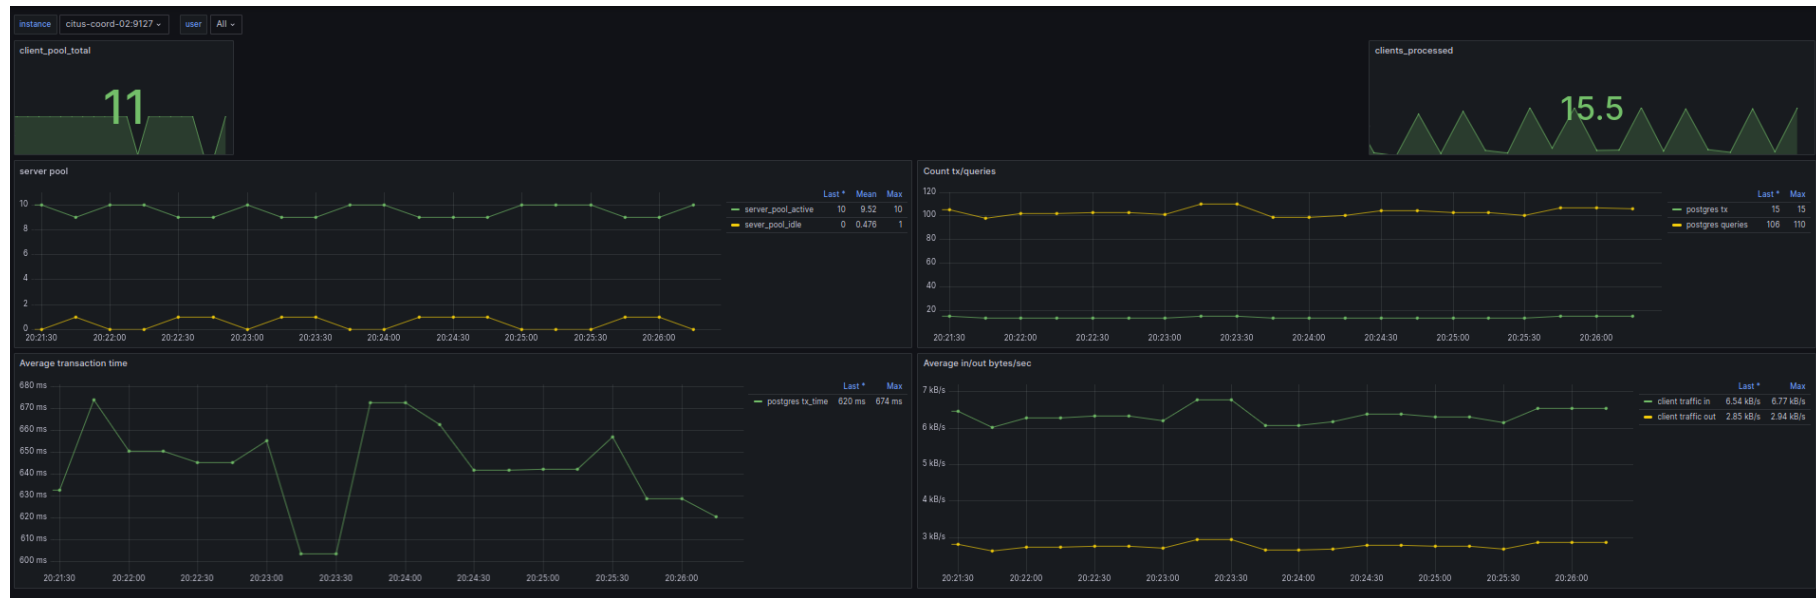 instance citus-coord-02:9127 user All
client_pool_total
11
clients_processed
15.5
server pool
10
8
6
4
2
0
20:21:30 20:22:00 20:22:30 20:23:00 20:23:30 20:24:00 20:24:30 20:25:00 20:25:30 20:26:00
Last * Mean Max
server_pool_active 10 9.52 10
sever_pool_idle 0 0.476 1
Count tx/queries
120
100
80
60
40
20
20:21:30 20:22:00 20:22:30 20:23:00 20:23:30 20:24:00 20:24:30 20:25:00 20:25:30 20:26:00
Last * Max
postgres tx 15 15
postgres queries 106 110
Average transaction time
680 ms
670 ms
660 ms
650 ms
640 ms
630 ms
620 ms
610 ms
600 ms
20:21:30 20:22:00 20:22:30 20:23:00 20:23:30 20:24:00 20:24:30 20:25:00 20:25:30 20:26:00
Last * Max
postgres tx_time 620 ms 674 ms
Average in/out bytes/sec
7 kB/s
6 kB/s
5 kB/s
4 kB/s
3 kB/s
20:21:30 20:22:00 20:22:30 20:23:00 20:23:30 20:24:00 20:24:30 20:25:00 20:25:30 20:26:00
Last * Max
client traffic in 6.54 kB/s 6.77 kB/s
client traffic out 2.85 kB/s 2.94 kB/s